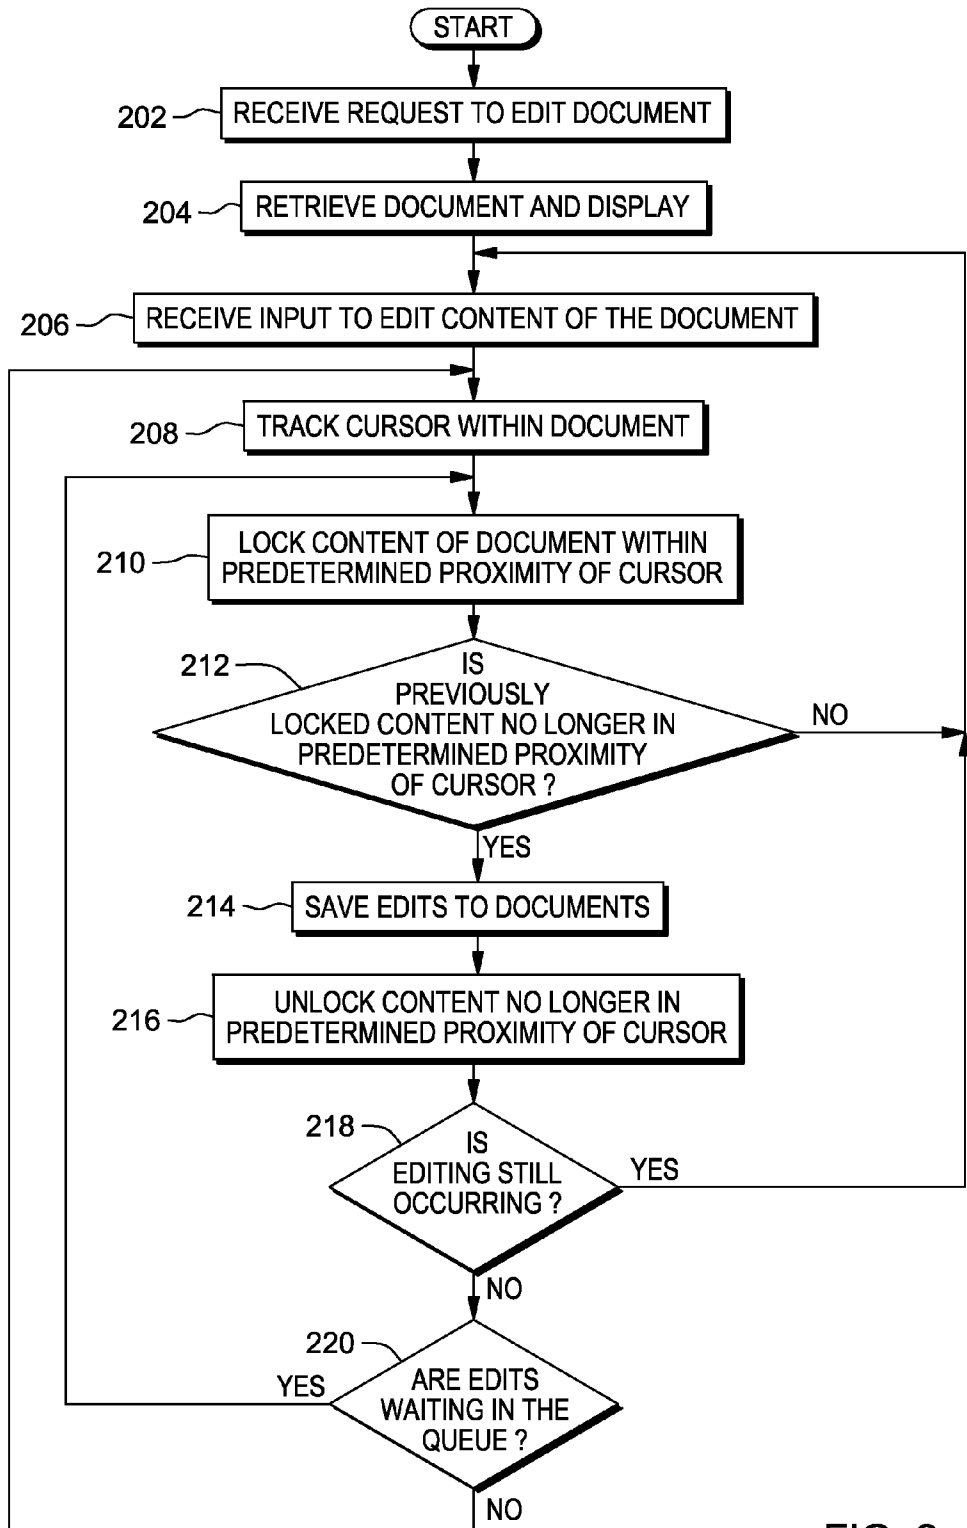 START
202
RECEIVE REQUEST TO EDIT DOCUMENT
204
RETRIEVE DOCUMENT AND DISPLAY
206
RECEIVE INPUT TO EDIT CONTENT OF THE DOCUMENT
208
TRACK CURSOR WITHIN DOCUMENT
210
LOCK CONTENT OF DOCUMENT WITHIN
PREDETERMINED PROXIMITY OF CURSOR
212
IS
PREVIOUSLY
LOCKED CONTENT NO LONGER IN
PREDETERMINED PROXIMITY
OF CURSOR ?
NO
YES
214
SAVE EDITS TO DOCUMENTS
216
UNLOCK CONTENT NO LONGER IN
PREDETERMINED PROXIMITY OF CURSOR
218
IS
EDITING STILL
OCCURRING ?
YES
NO
220
ARE EDITS
WAITING IN THE
QUEUE ?
YES
NO